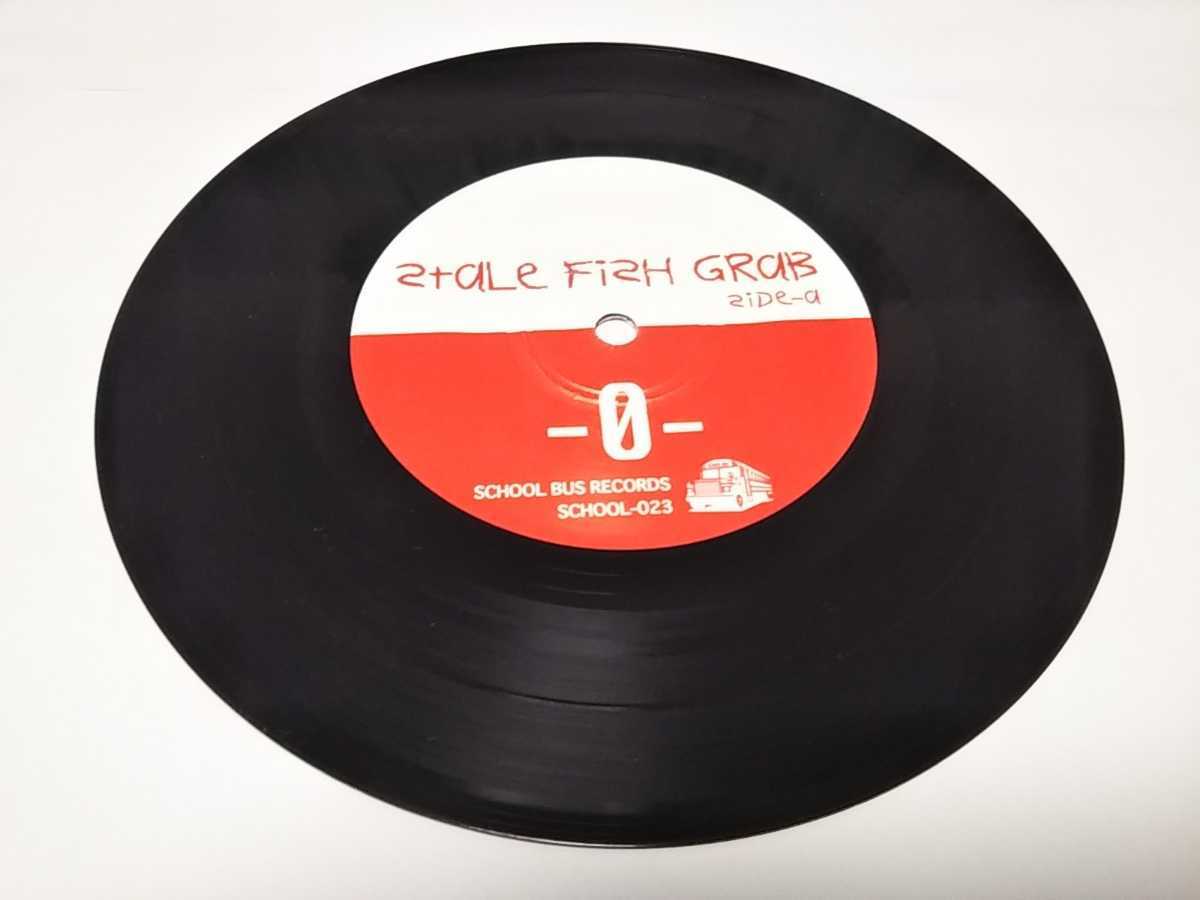 StaLe FiSH GRaB
SiDe-a
-0-
SCHOOL BUS RECORDS
SCHOOL-023